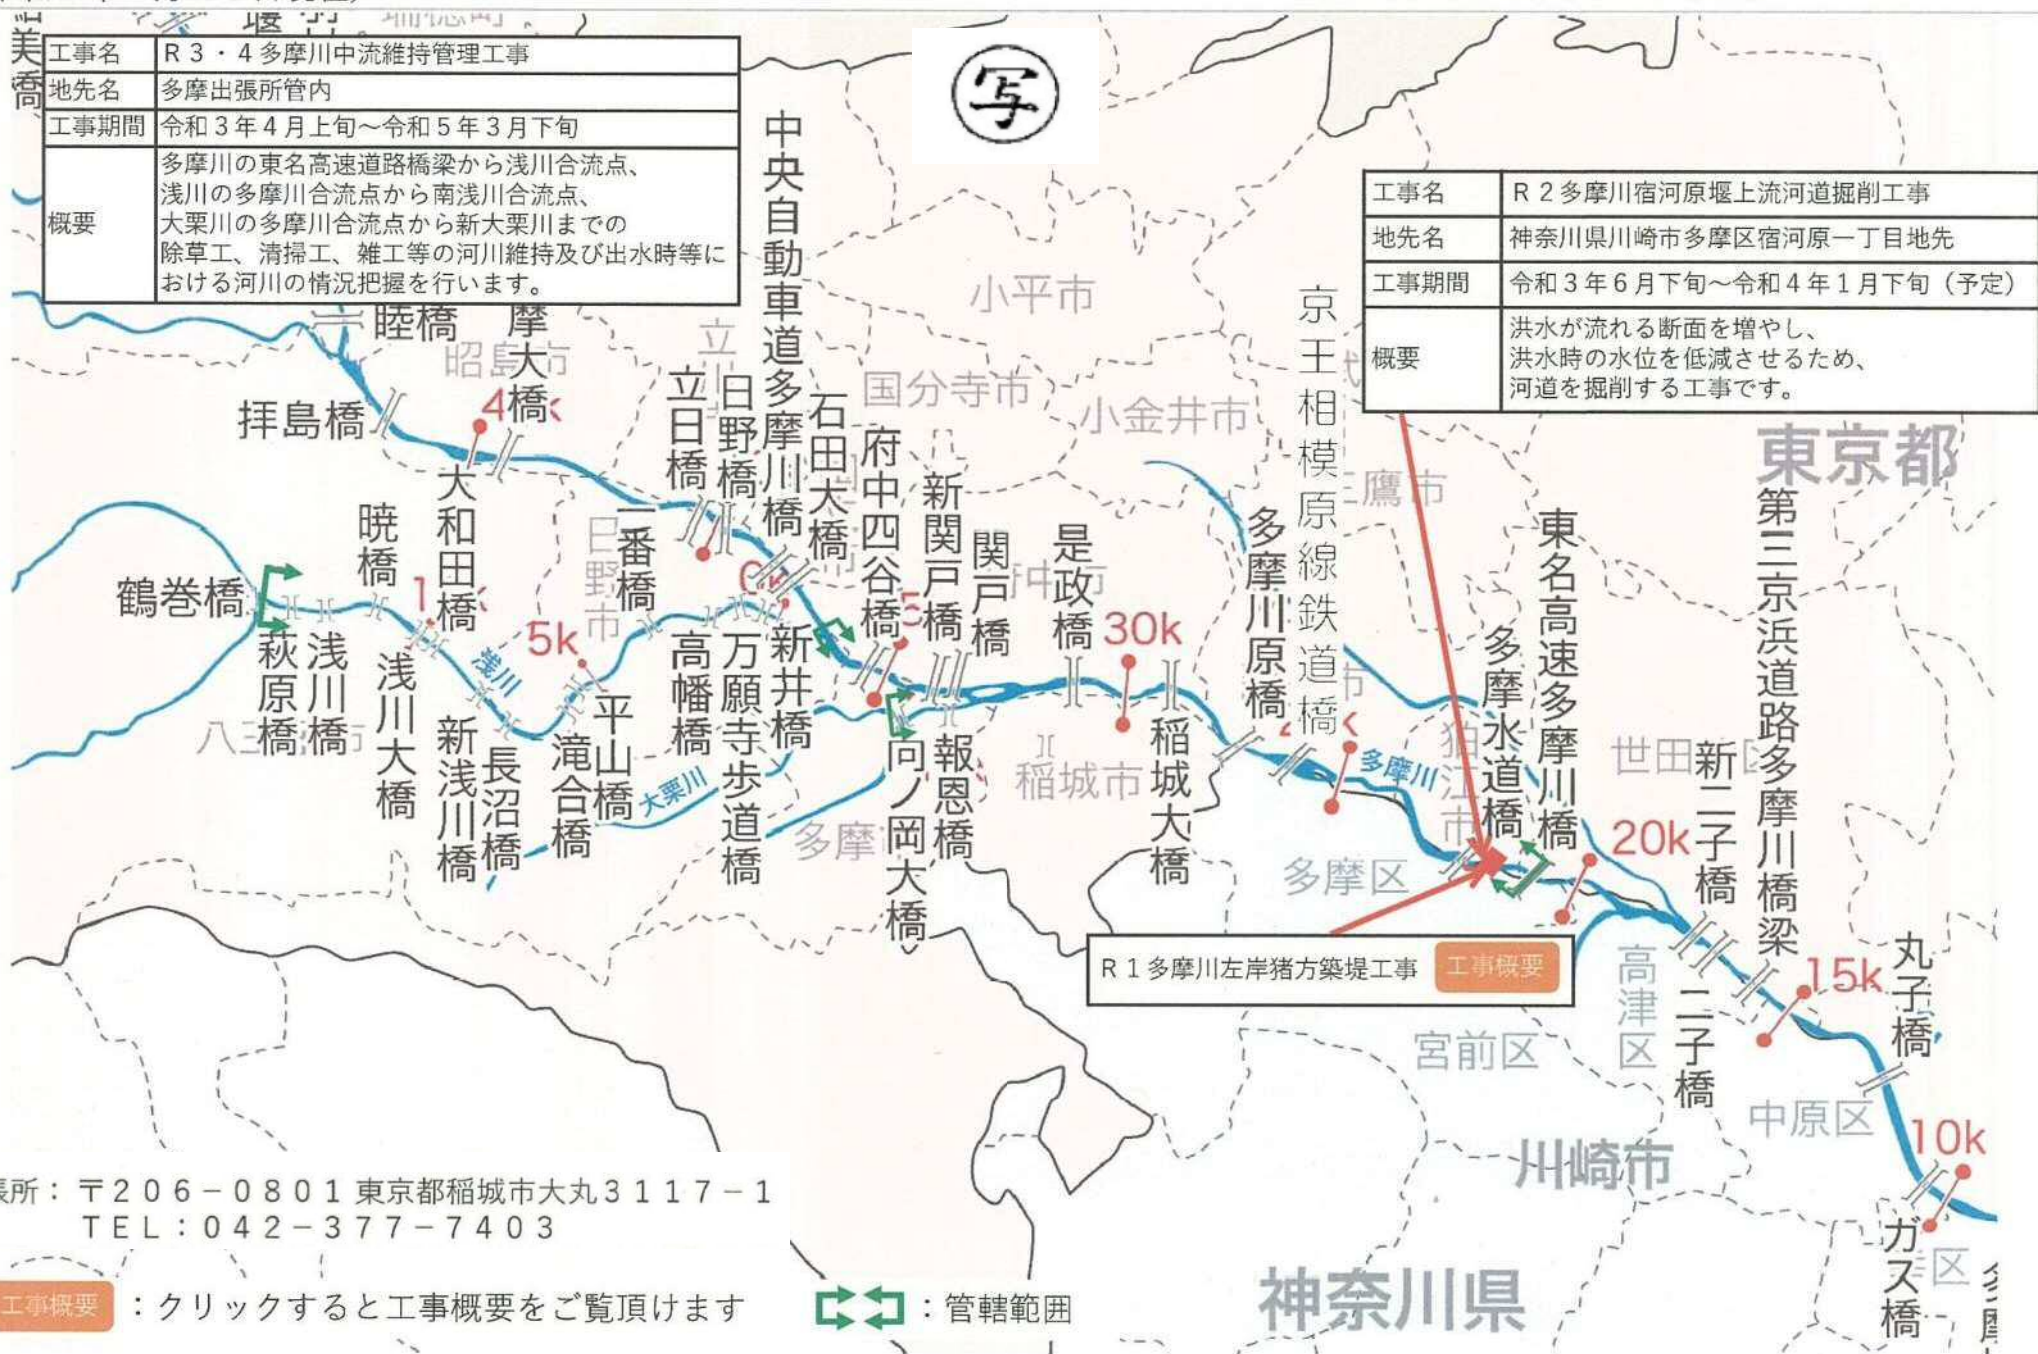 工事名 R3・4多摩川中流維持管理工事
地先名 多摩出張所管内
工事期間 令和3年4月上旬～令和5年3月下旬
概要
多摩川の東名高速道路橋梁から浅川合流点、
浅川の多摩川合流点から南浅川合流点、
大栗川の多摩川合流点から新大栗川までの
除草工、清掃工、雑工等の河川維持及び出水時等に
おける河川の情況把握を行います。
写
工事名 R2多摩川宿河原堰上流河道掘削工事
地先名 神奈川県川崎市多摩区宿河原一丁目地先
工事期間 令和3年6月下旬～令和4年1月下旬（予定）
概要
洪水が流れる断面を増やし、
洪水時の水位を低減させるため、
河道を掘削する工事です。
美橋
睦橋
摩大橋
拝島橋
昭島市
立日橋
日野橋
中央自動車道多摩川橋
石田大橋
府中四谷橋
新関戸橋
関戸橋
是政橋
小平市
国分寺市
小金井市
京王相模原線鉄道橋
多摩川原橋
鷹市
東京都
第三京浜道路多摩川橋梁
東名高速多摩川橋
多摩水道橋
鶴巻橋
暁橋
大和田橋
一番橋
日野市
萩原橋
浅川橋
浅川大橋
新浅川橋
長沼橋
滝合橋
平山橋
高幡橋
万願寺歩道橋
新井橋
向ノ岡大橋
報恩橋
稲城大橋
浅川
大栗川
多摩川
5k
30k
20k
15k
10k
稲城市
多摩
多摩区
狛江市
世田
新二子橋
二子橋
丸子橋
ガス橋
高津区
宮前区
中原区
川崎市
神奈川県
R1多摩川左岸猪方築堤工事 工事概要
張所：〒206－0801 東京都稲城市大丸3117－1
TEL：042－377－7403
工事概要 ：クリックすると工事概要をご覧頂けます
：管轄範囲